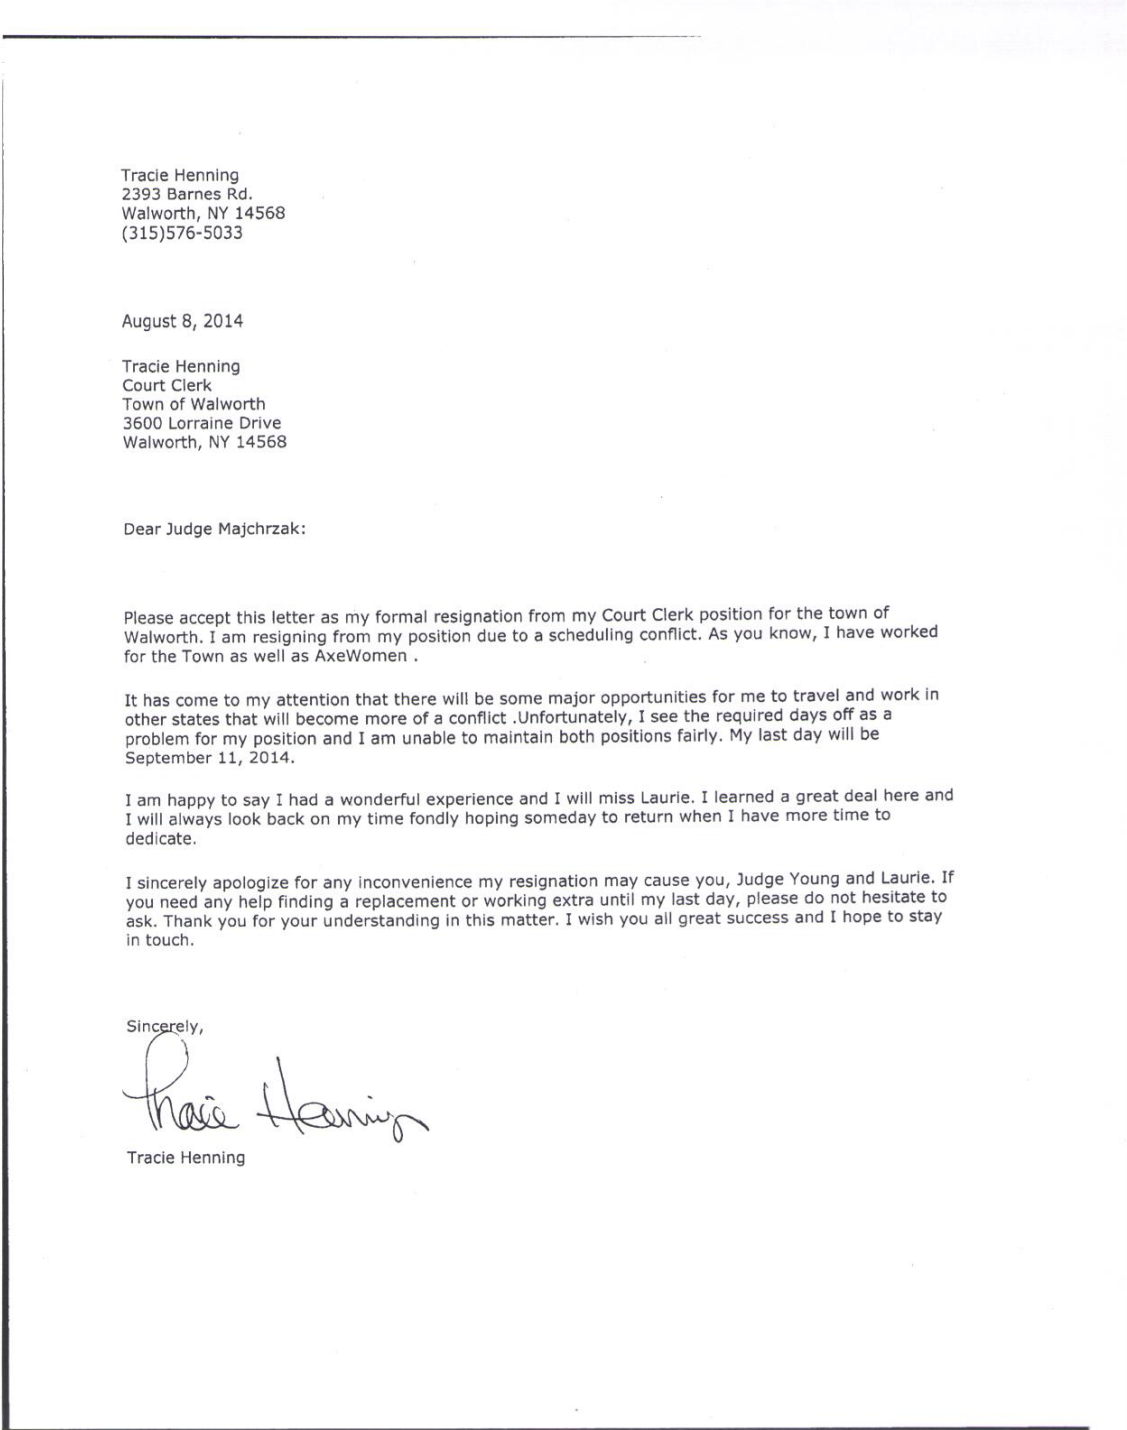 Tracie Henning
2393 Barnes Rd.
Walworth, NY 14568
(315)576-5033
August 8, 2014
Tracie Henning
Court Clerk
Town of Walworth
3600 Lorraine Drive
Walworth, NY 14568
Dear Judge Majchrzak:
Please accept this letter as my formal resignation from my Court Clerk position for the town of
Walworth. I am resigning from my position due to a scheduling conflict. As you know, I have worked
for the Town as well as AxeWomen .
It has come to my attention that there will be some major opportunities for me to travel and work in
other states that will become more of a conflict .Unfortunately, I see the required days off as a
problem for my position and I am unable to maintain both positions fairly. My last day will be
September 11, 2014.
I am happy to say I had a wonderful experience and I will miss Laurie. I learned a great deal here and
I will always look back on my time fondly hoping someday to return when I have more time to
dedicate.
I sincerely apologize for any inconvenience my resignation may cause you, Judge Young and Laurie. If
you need any help finding a replacement or working extra until my last day, please do not hesitate to
ask. Thank you for your understanding in this matter. I wish you all great success and I hope to stay
in touch.
Sincerely,
Tracie Henning
Tracie Henning